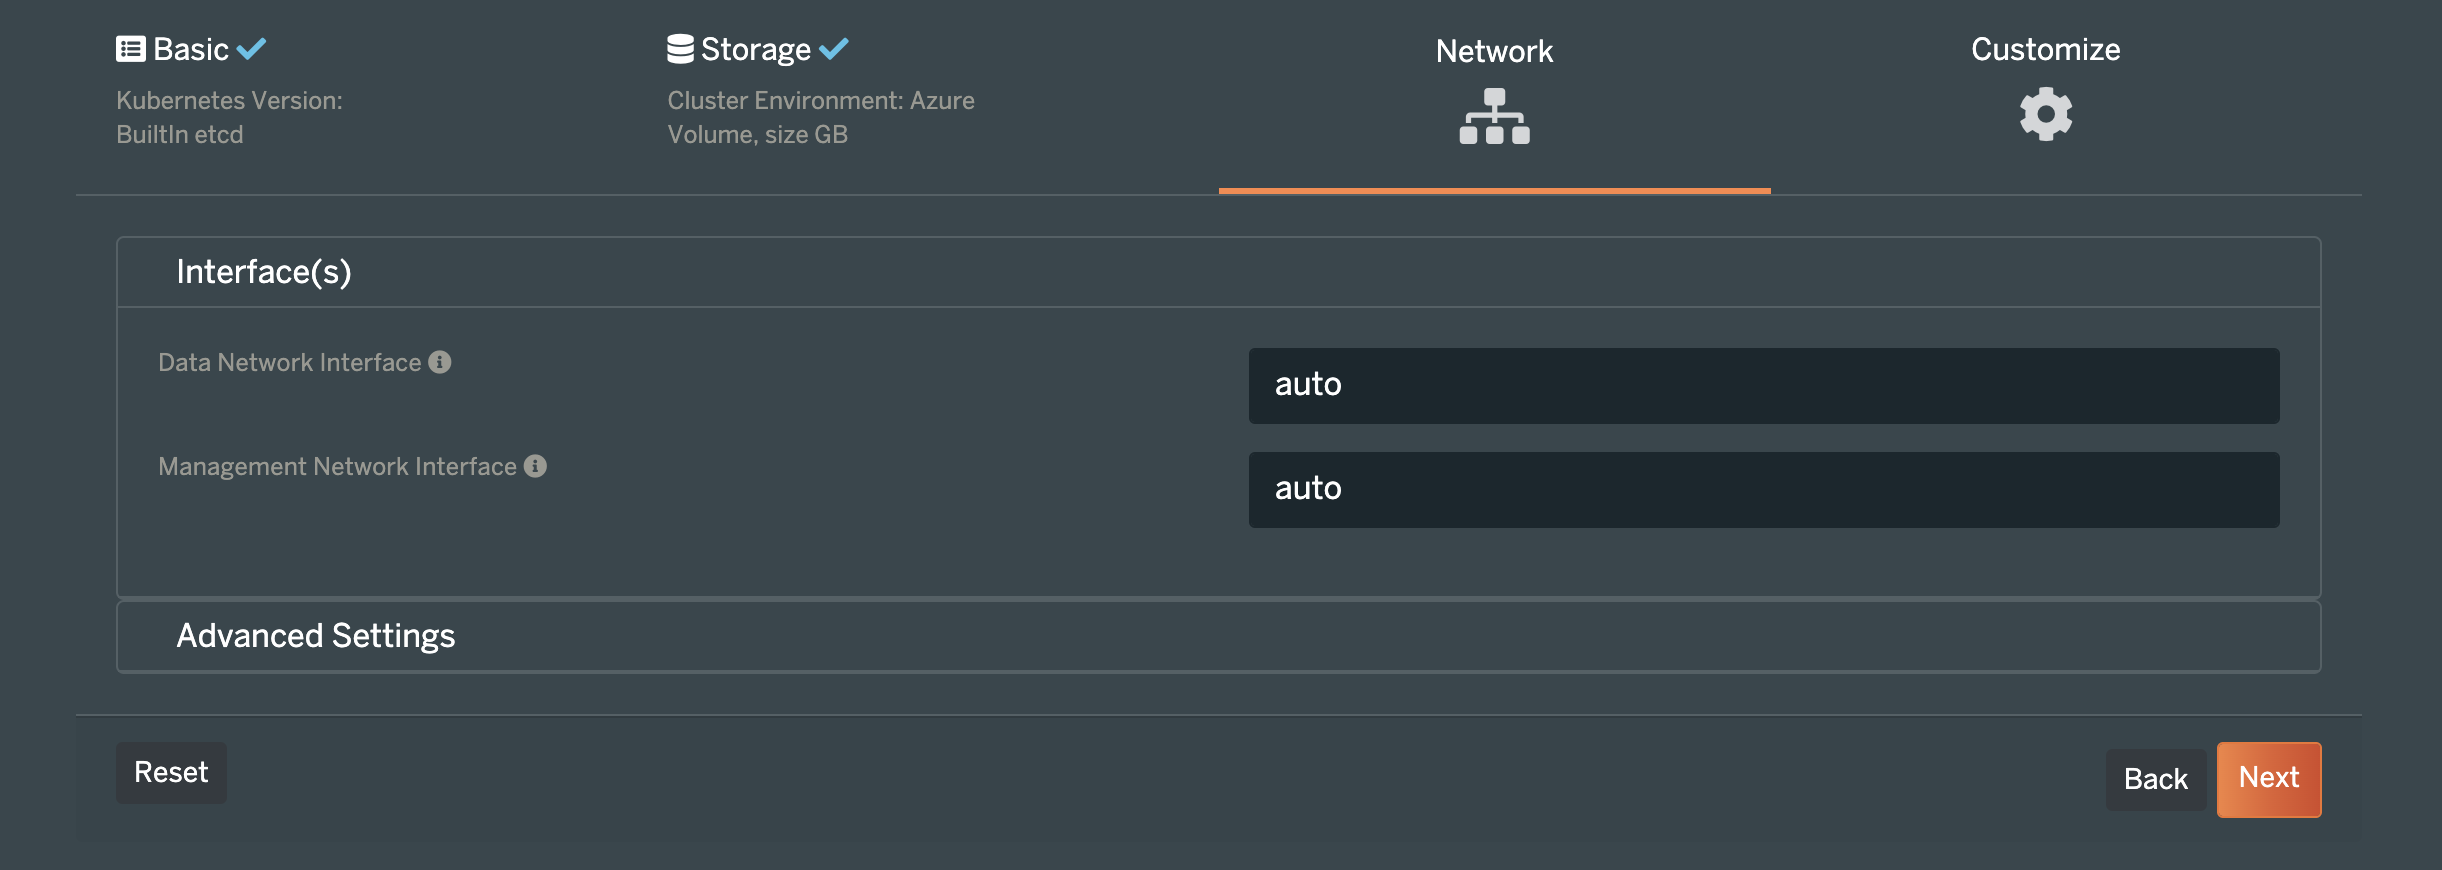 Basic
Kubernetes Version:
BuiltIn etcd
Storage
Cluster Environment: Azure
Volume, size GB
Network
Customize
Interface(s)
Data Network Interface
auto
Management Network Interface
auto
Advanced Settings
Reset
Back
Next